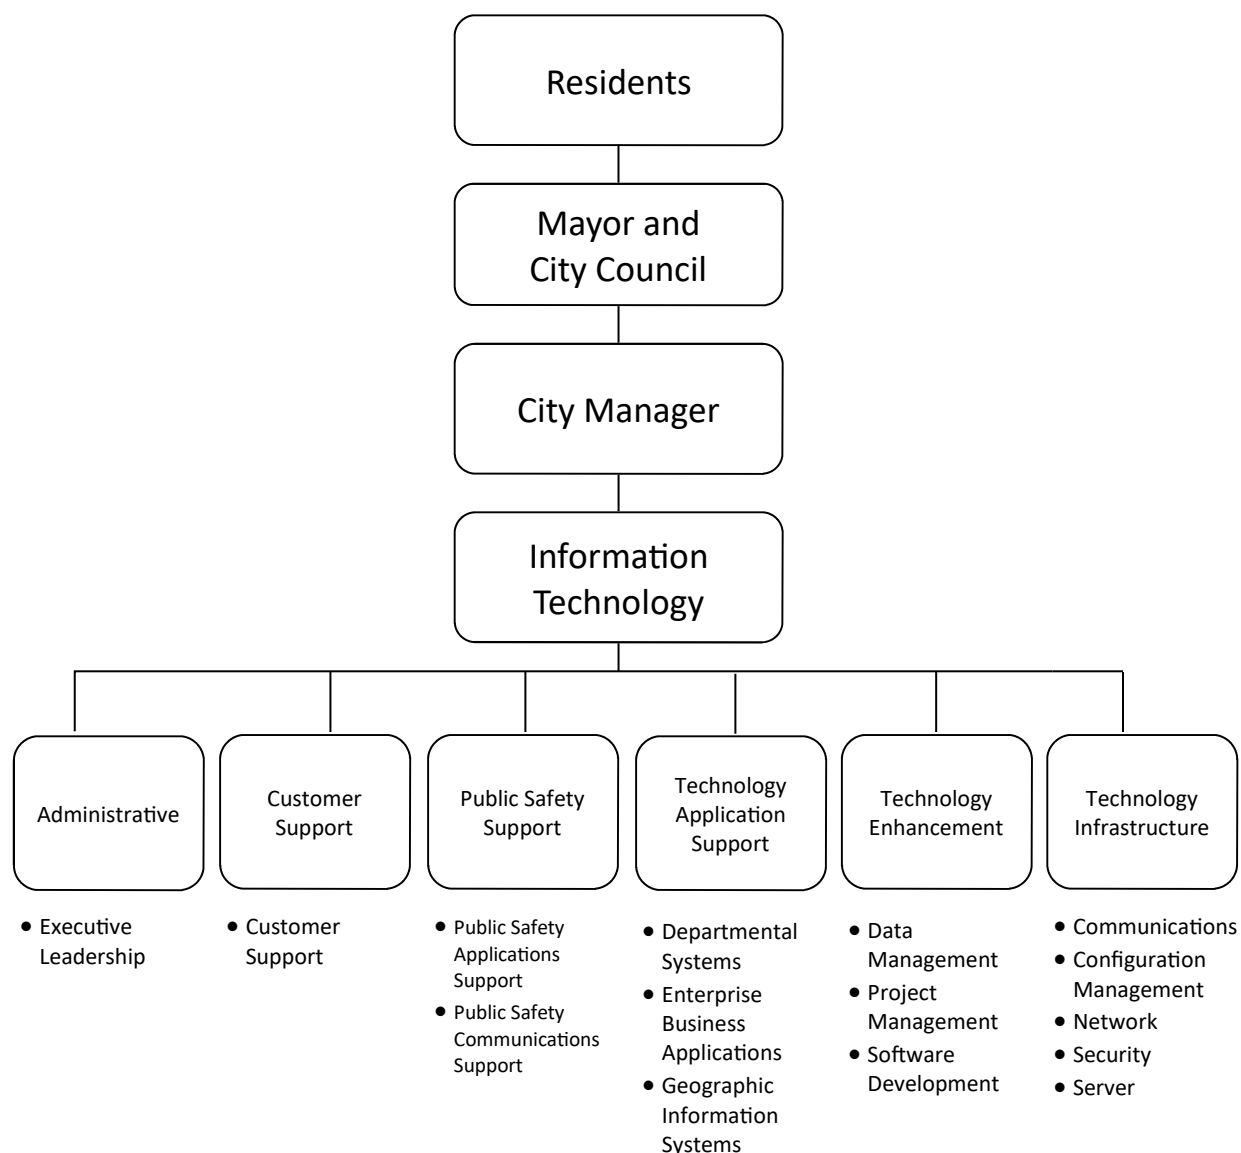 Residents
Mayor and
City Council
City Manager
Information
Technology
Administrative
Customer
Support
Public Safety
Support
Technology
Application
Support
Technology
Enhancement
Technology
Infrastructure
• Executive
Leadership
• Customer
Support
• Public Safety
Applications
Support
• Public Safety
Communications
Support
• Departmental
Systems
• Enterprise
Business
Applications
• Geographic
Information
Systems
• Data
Management
• Project
Management
• Software
Development
• Communications
• Configuration
Management
• Network
• Security
• Server